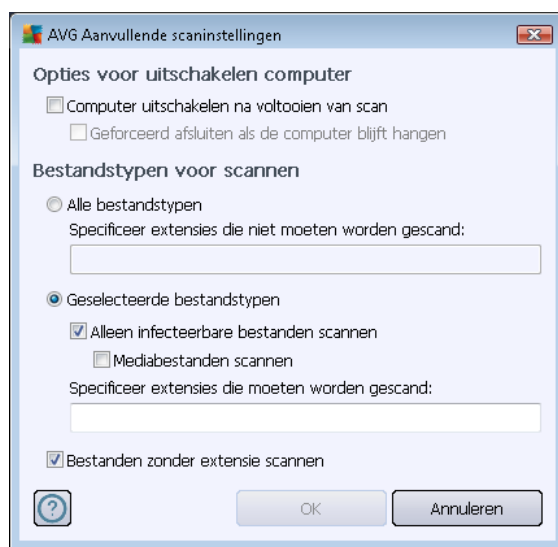 AVG Aanvullende scaninstellingen
Opties voor uitschakelen computer
Computer uitschakelen na voltooien van scan
Geforceerd afsluiten als de computer blijft hangen
Bestandstypen voor scannen
Alle bestandstypen
Specificeer extensies die niet moeten worden gescand:
Geselecteerde bestandstypen
Alleen infecteerbare bestanden scannen
Mediabestanden scannen
Specificeer extensies die moeten worden gescand:
Bestanden zonder extensie scannen
? OK Annuleren